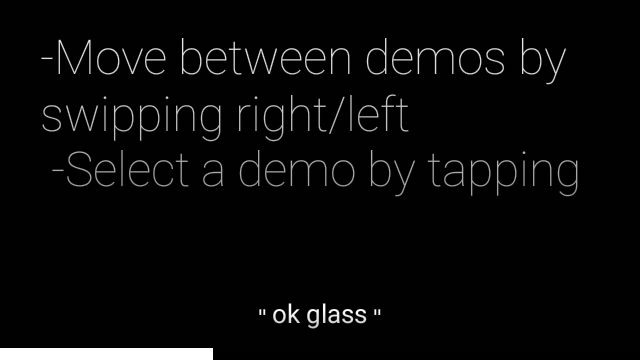 -Move between demos by
swipping right/left
-Select a demo by tapping
" ok glass "